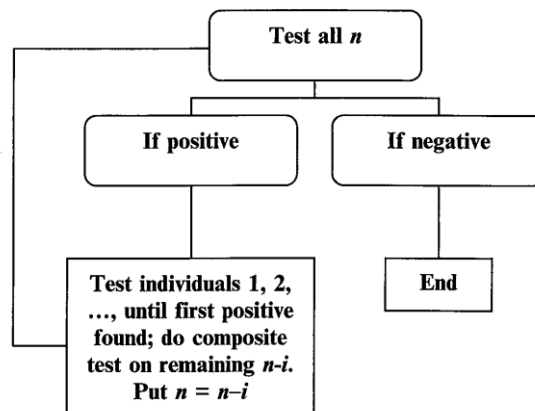 Test all n
If positive
If negative
Test individuals 1, 2,
…, until first positive
found; do composite
test on remaining n-i.
Put n = n–i
End